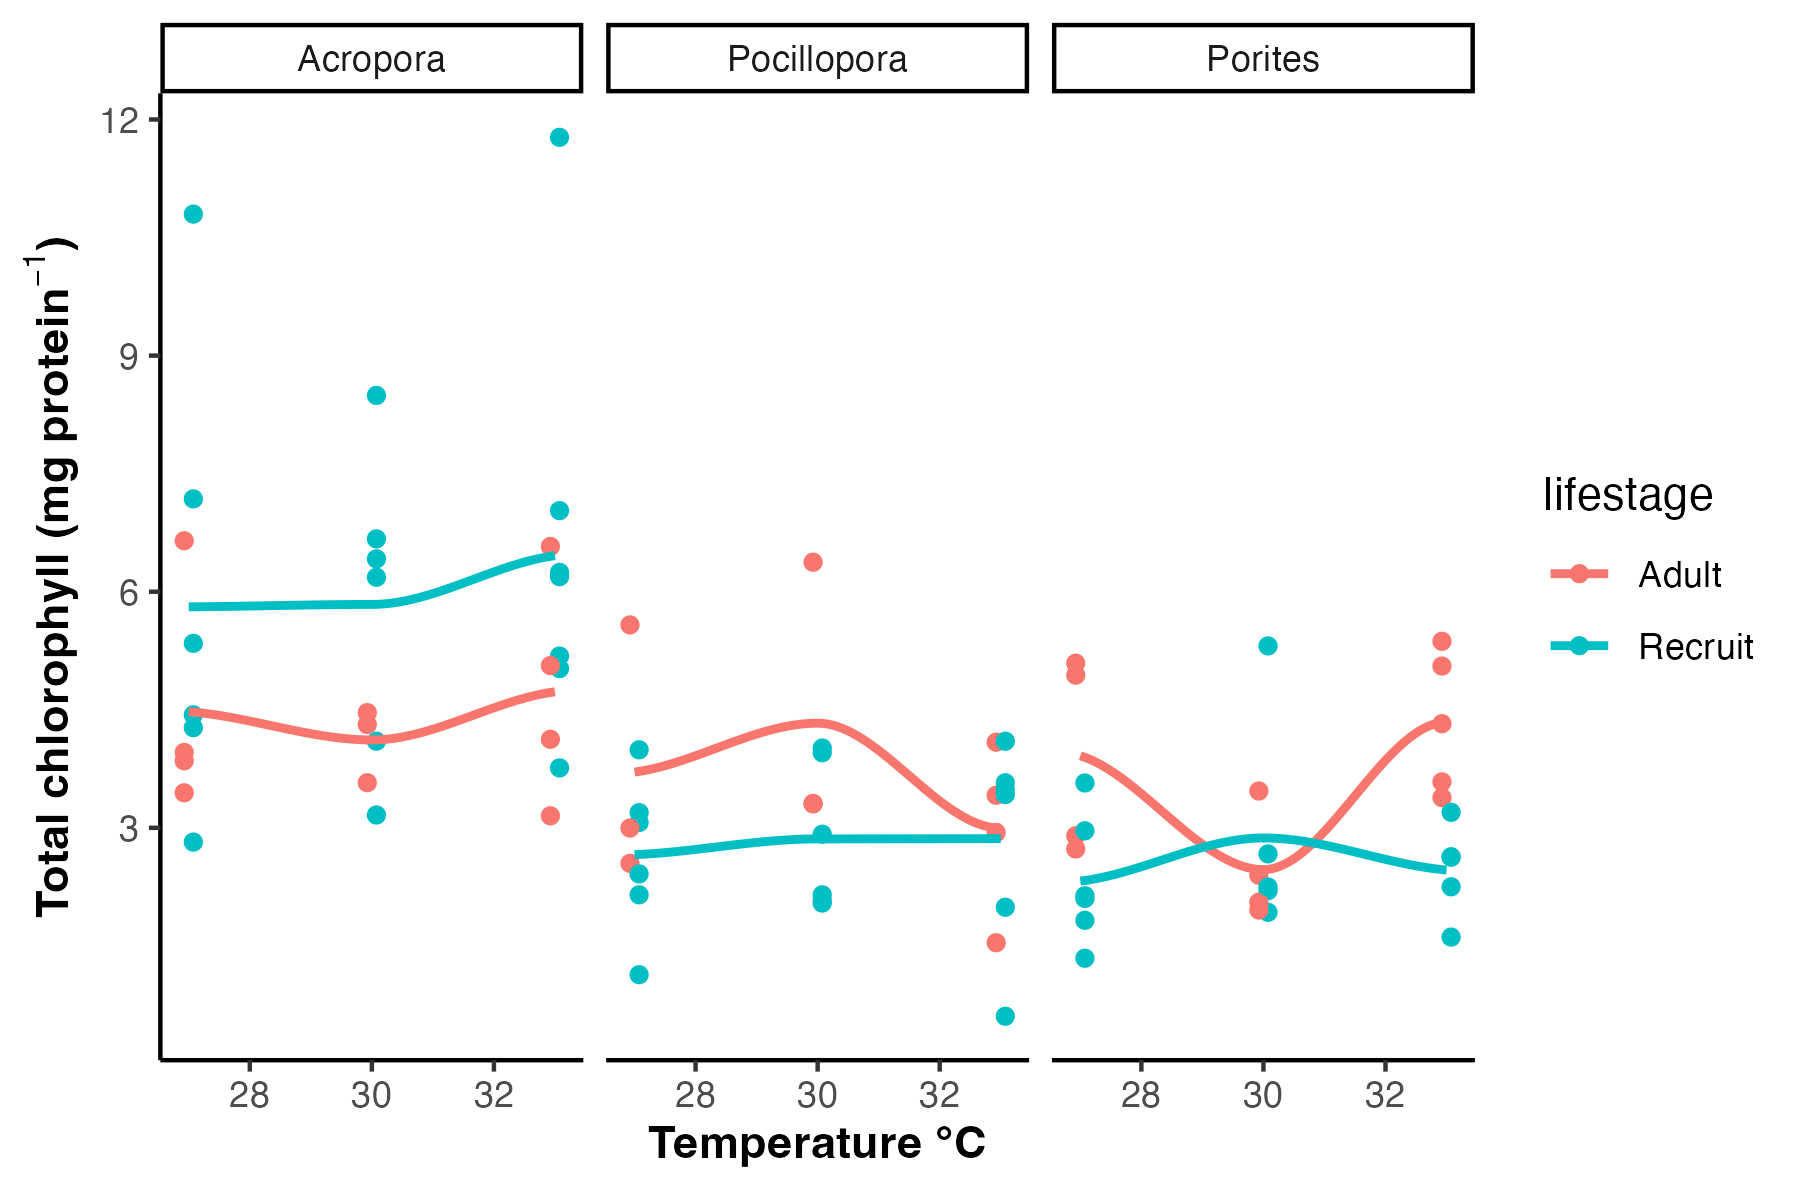 Acropora
Pocillopora
Porites
12
9
6
3
Total chlorophyll (mg protein⁻¹)
28 30 32
28 30 32
28 30 32
Temperature °C
lifestage
Adult
Recruit